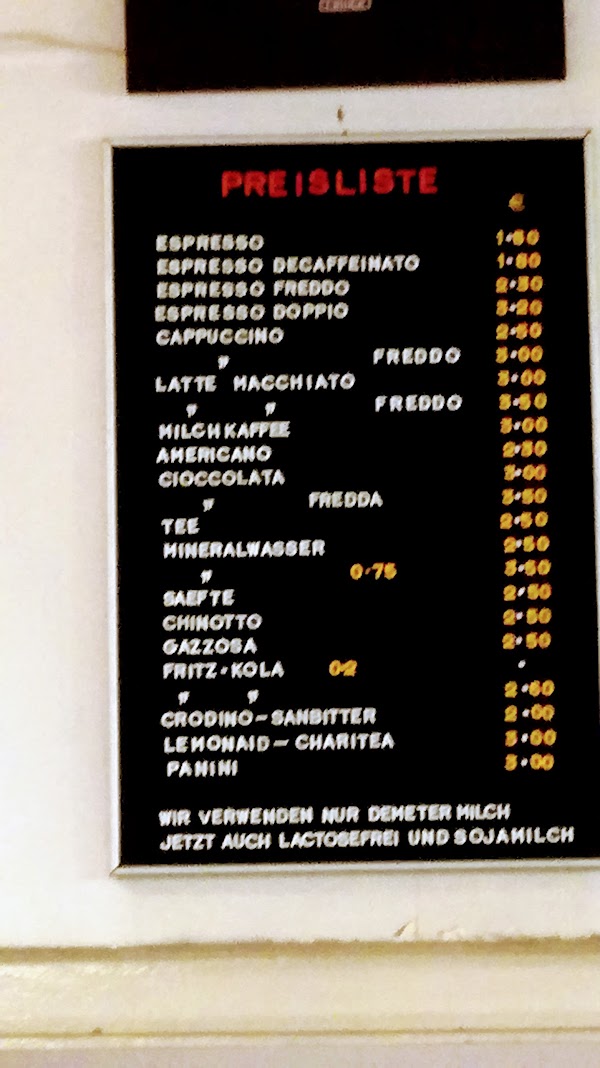 PREISLISTE
€
ESPRESSO 1.60
ESPRESSO DECAFFEINATO 1.60
ESPRESSO FREDDO 2.30
ESPRESSO DOPPIO 3.20
CAPPUCCINO 2.50
" FREDDO 3.00
LATTE MACCHIATO 3.00
" " FREDDO 3.50
MILCHKAFFEE 3.00
AMERICANO 2.30
CIOCCOLATA 3.00
" FREDDA 3.50
TEE 2.50
MINERALWASSER 2.50
" 0.75 3.50
SAEFTE 2.50
CHINOTTO 2.50
GAZZOSA 2.50
FRITZ-KOLA 02 .
" " 2.60
CRODINO-SANBITTER 2.00
LEMONAID- CHARITEA 3.00
PANINI 3.00
WIR VERWENDEN NUR DEMETER MILCH
JETZT AUCH LACTOSEFREI UND SOJAMILCH